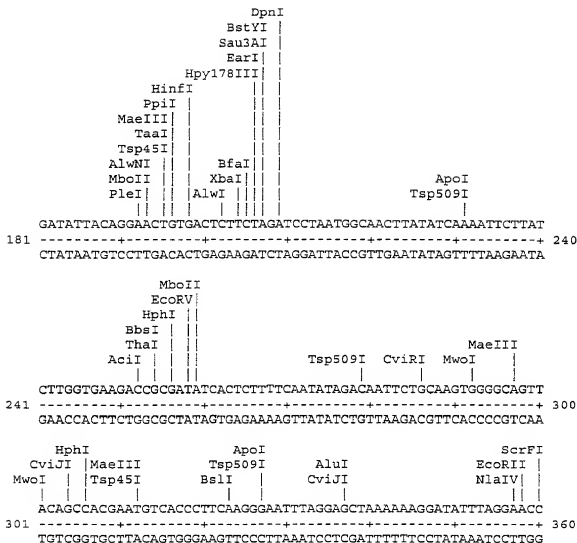 DpnI
BstYI
Sau3AI
EarI
Hpy178III
HinfI
PpiI
MaeIII
TaaI
Tsp45I
AlwNI BfaI
MboII XbaI ApoI
PleI AlwI Tsp509I
GATATTACAGGAACTGTGACTCTTCTAGATCCTAATGGCAACTTATATCAAAATTCTTAT
181 ---------+---------+---------+---------+---------+---------+ 240
CTATAATGTCCTTGACACTGAGAAGATCTAGGATTACCGTTGAATATAGTTTTAAGAATA
MboII
EcoRV
HphI
BbsI
ThaI MaeIII
AciI Tsp509I CviRI MwoI
CTTGGTGAAGACCGCGATATCACTCTTTTCAATATAGACAATTCTGCAAGTGGGGCAGTT
241 ---------+---------+---------+---------+---------+---------+ 300
GAACCACTTCTGGCGCTATAGTGAGAAAAGTTATATCTGTTAAGACGTTCACCCCGTCAA
HphI ApoI ScrFI
CviJI MaeIII Tsp509I AluI EcoRII
MwoI Tsp45I BslI CviJI NlaIV
ACAGCCACGAATGTCACCCTTCAAGGGAATTTAGGAGCTAAAAAAGGATATTTAGGAACC
301 ---------+---------+---------+---------+---------+---------+ 360
TGTCGGTGCTTACAGTGGGAAGTTCCCTTAAATCCTCGATTTTTTCCTATAAATCCTTGG